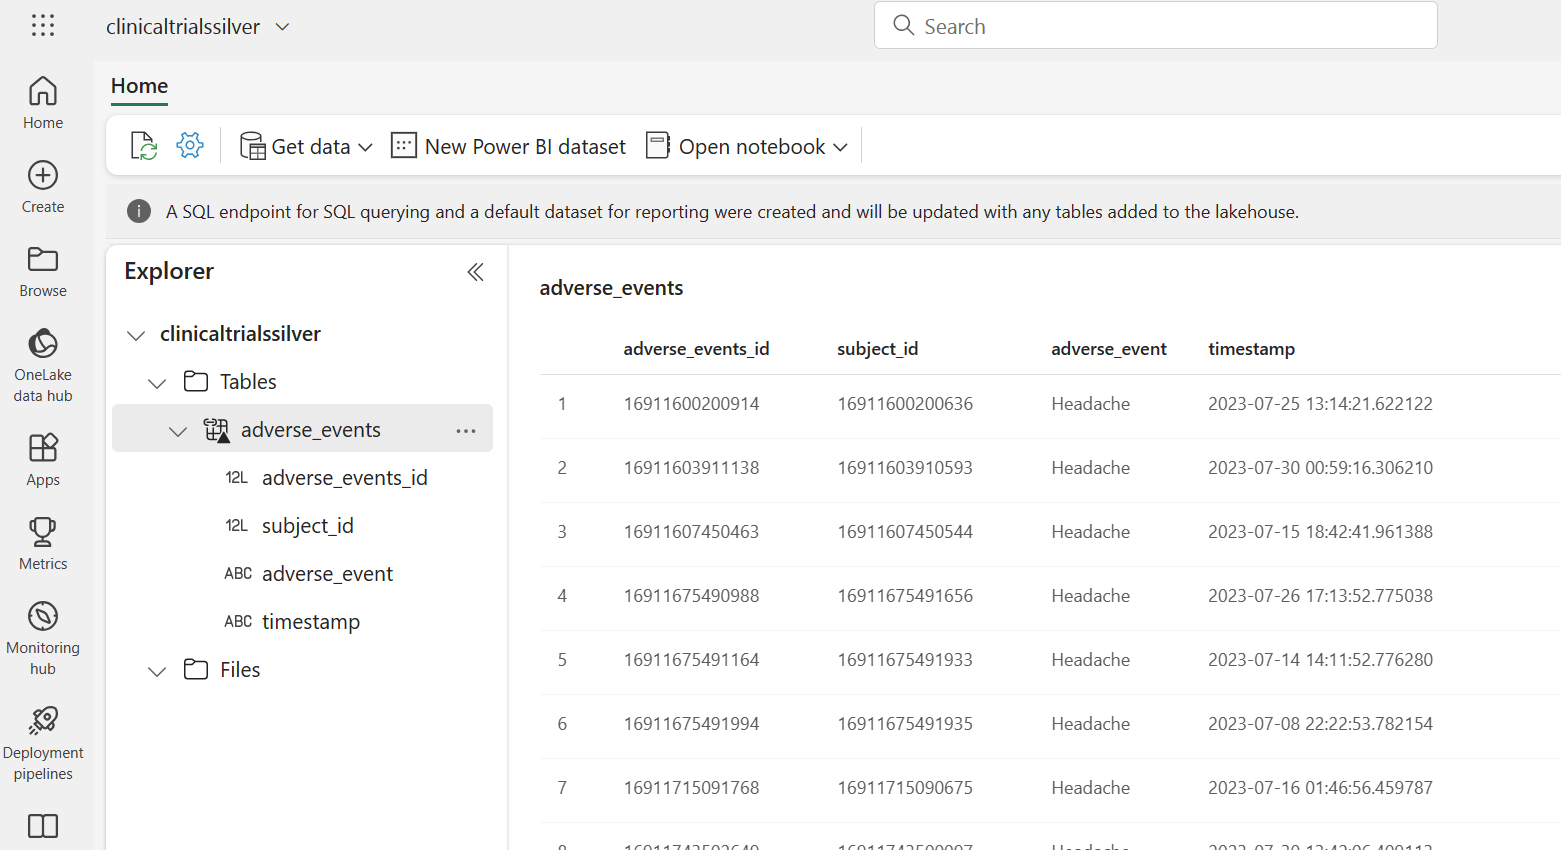 clinicaltrialssilver
Search
Home
Home
Get data
New Power BI dataset
Open notebook
Create
A SQL endpoint for SQL querying and a default dataset for reporting were created and will be updated with any tables added to the lakehouse.
Browse
OneLake
data hub
Apps
Metrics
Monitoring
hub
Deployment
pipelines
Explorer
clinicaltrialssilver
Tables
adverse_events
12L adverse_events_id
12L subject_id
ABC adverse_event
ABC timestamp
Files
adverse_events
adverse_events_id subject_id adverse_event timestamp
1 16911600200914 16911600200636 Headache 2023-07-25 13:14:21.622122
2 16911603911138 16911603910593 Headache 2023-07-30 00:59:16.306210
3 16911607450463 16911607450544 Headache 2023-07-15 18:42:41.961388
4 16911675490988 16911675491656 Headache 2023-07-26 17:13:52.775038
5 16911675491164 16911675491933 Headache 2023-07-14 14:11:52.776280
6 16911675491994 16911675491935 Headache 2023-07-08 22:22:53.782154
7 16911715091768 16911715090675 Headache 2023-07-16 01:46:56.459787
8 Headache